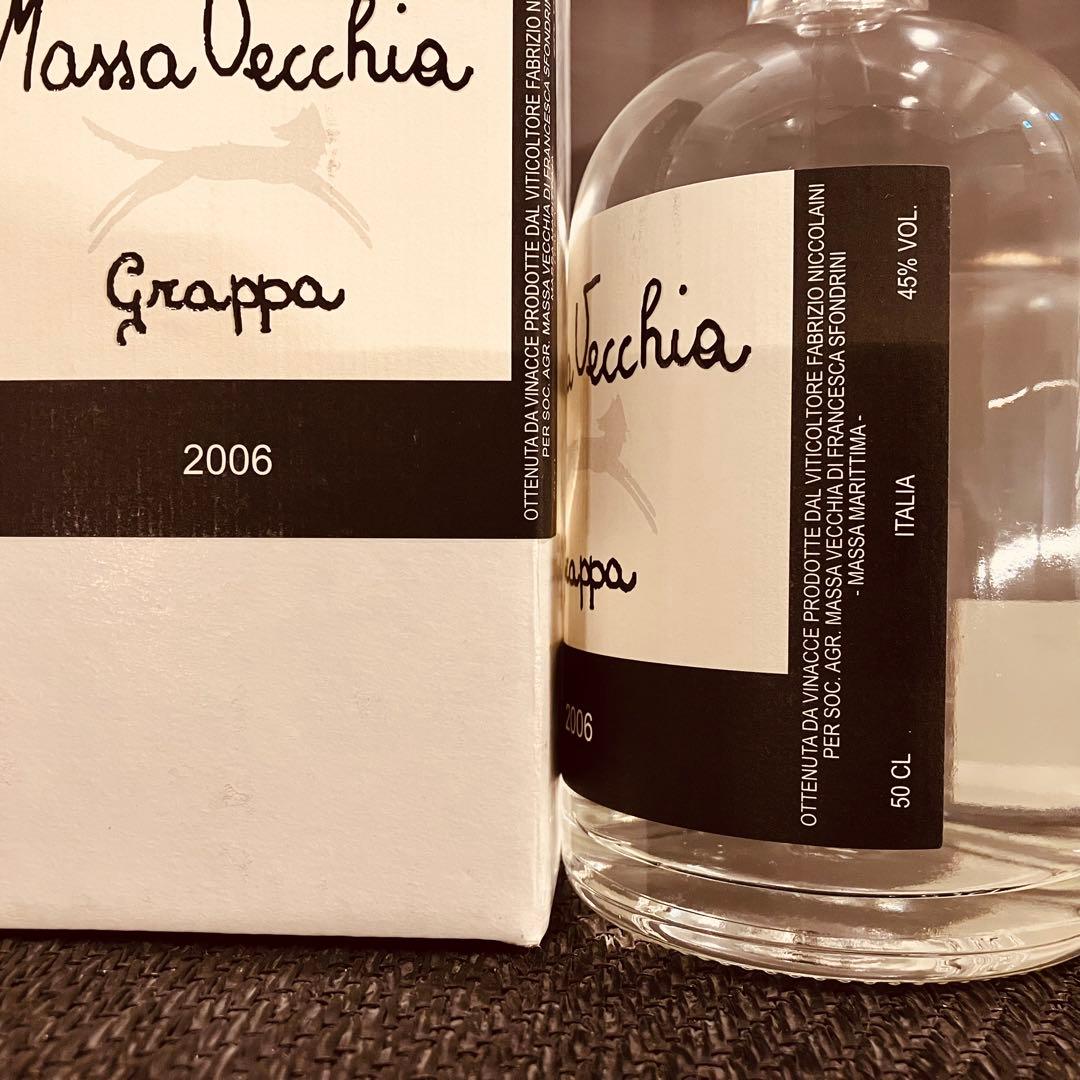 Massa Vecchia
Grappa
2006
OTTENUTA DA VINACCE PRODOTTE DAL VITICOLTORE FABRIZIO N
PER SOC. AGR. MASSA VECCHIA DI FRANCESCA SFONDRIN
Vecchia
rappa
2006
OTTENUTA DA VINACCE PRODOTTE DAL VITICOLTORE FABRIZIO NICCOLAINI
PER SOC. AGR. MASSA VECCHIA DI FRANCESCA SFONDRINI
- MASSA MARITTIMA -
50 CL ITALIA 45% VOL.